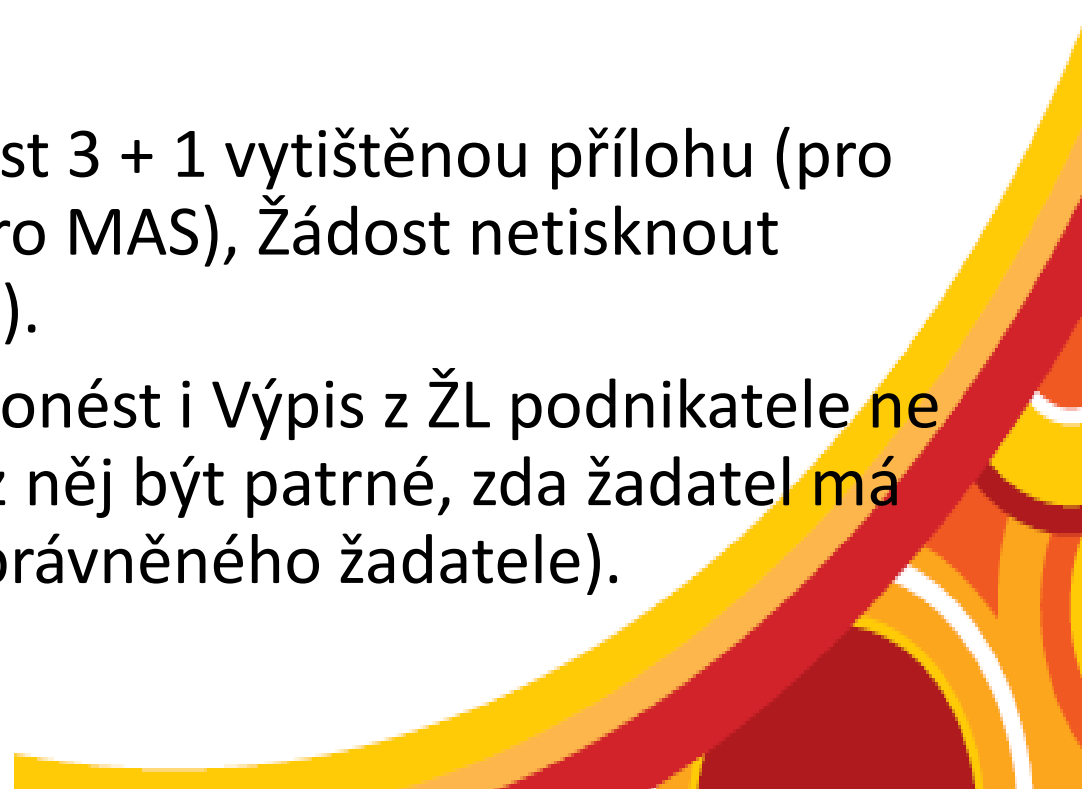 st 3 + 1 vytištěnou přílohu (pro
ro MAS), Žádost netisknout
).
onést i Výpis z ŽL podnikatele ne
z něj být patrné, zda žadatel má
právněného žadatele).